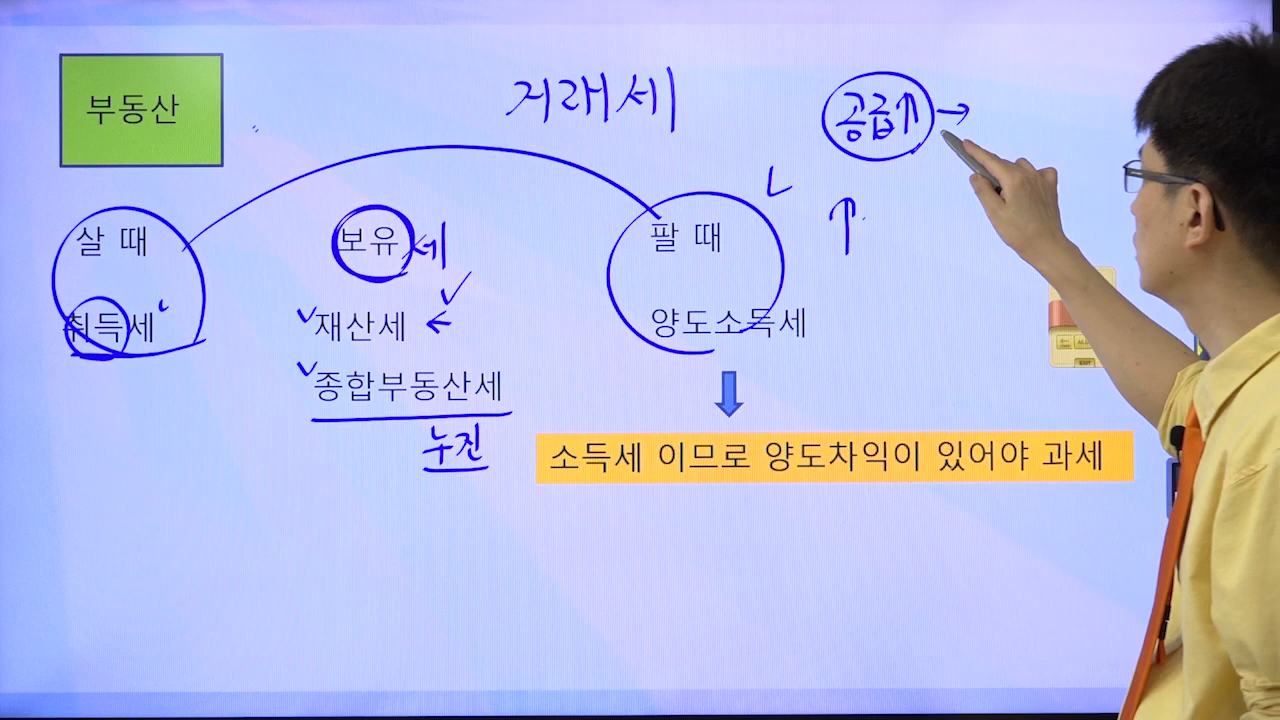 부동산
거래세
공급↑ →
살 때
보유세
팔 때
↑
취득세
재산세 ←
양도소득세
종합부동산세
누진
소득세 이므로 양도차익이 있어야 과세